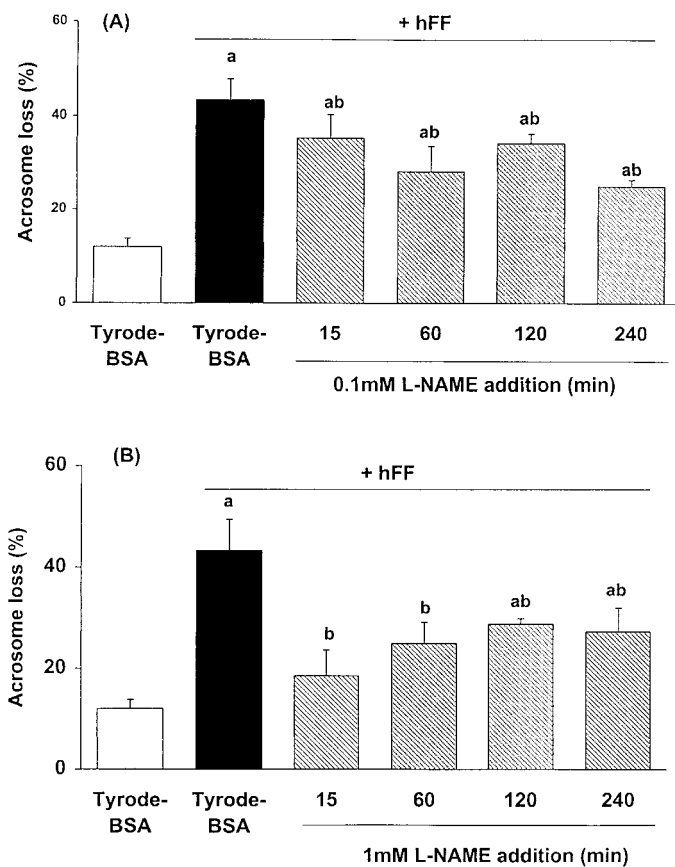 (A)
+ hFF
60
40
20
0
Acrosome loss (%)
a
ab
ab
ab
ab
Tyrode-
BSA
Tyrode-
BSA
15
60
120
240
0.1mM L-NAME addition (min)
(B)
+ hFF
60
40
20
0
Acrosome loss (%)
a
b
b
ab
ab
Tyrode-
BSA
Tyrode-
BSA
15
60
120
240
1mM L-NAME addition (min)